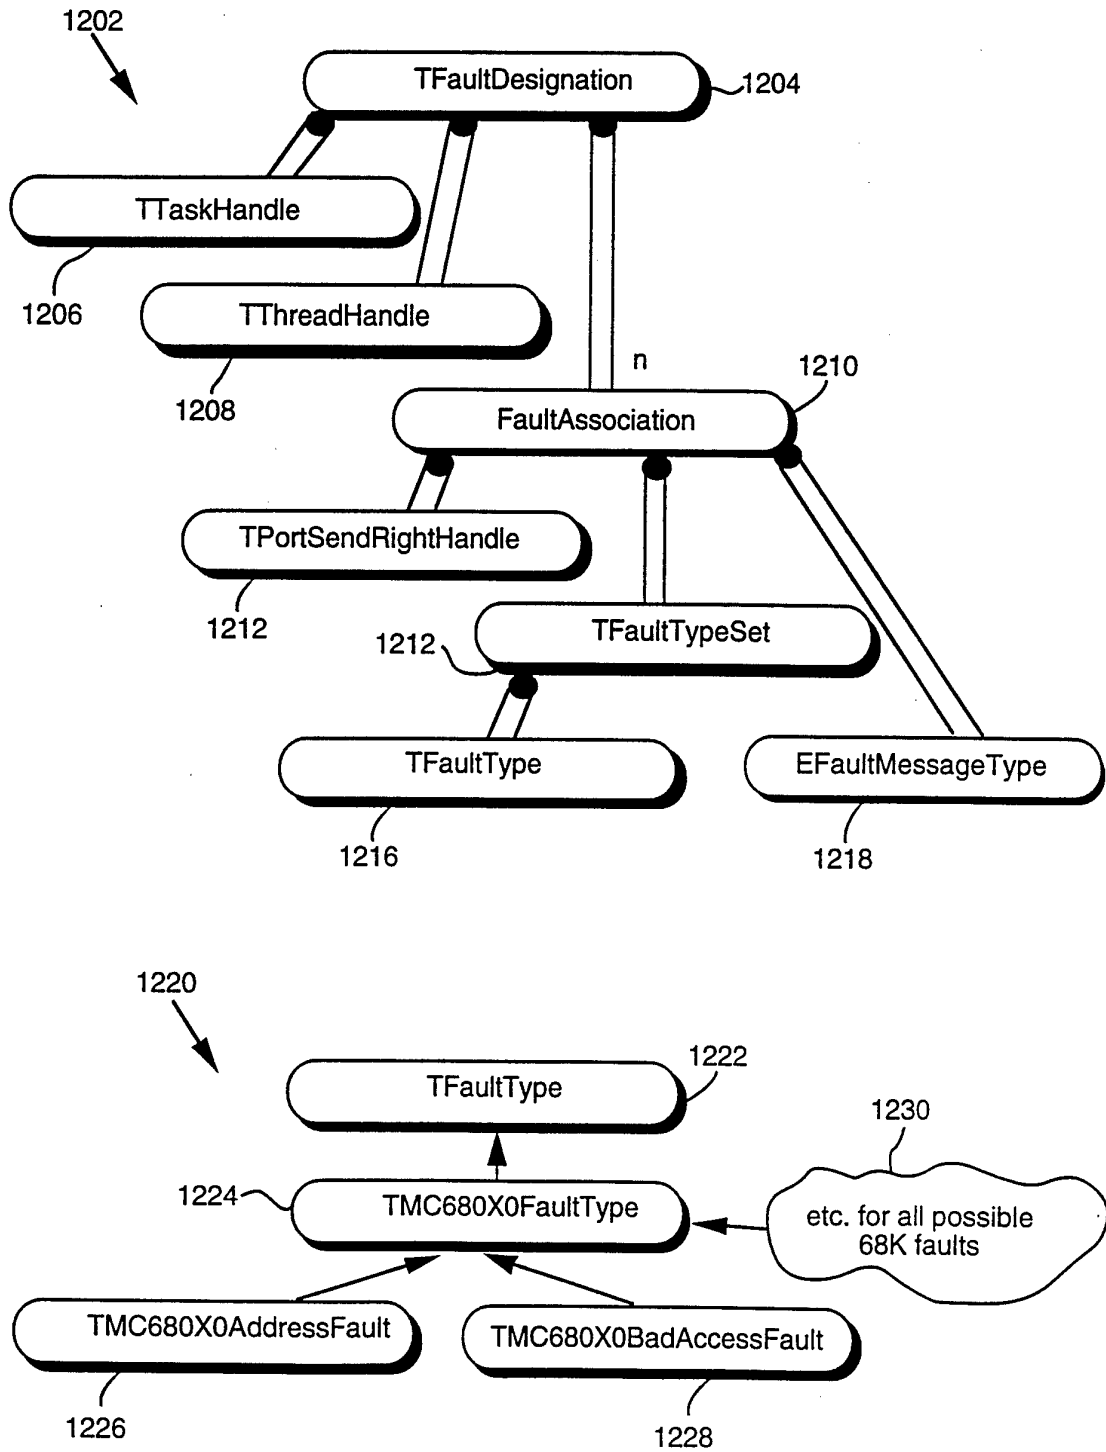 1202
TFaultDesignation
1204
TTaskHandle
1206
TThreadHandle
1208
n
1210
FaultAssociation
TPortSendRightHandle
1212
1212
TFaultTypeSet
TFaultType
1216
EFaultMessageType
1218
1220
TFaultType
1222
1224
TMC680X0FaultType
1230
etc. for all possible
68K faults
TMC680X0AddressFault
1226
TMC680X0BadAccessFault
1228